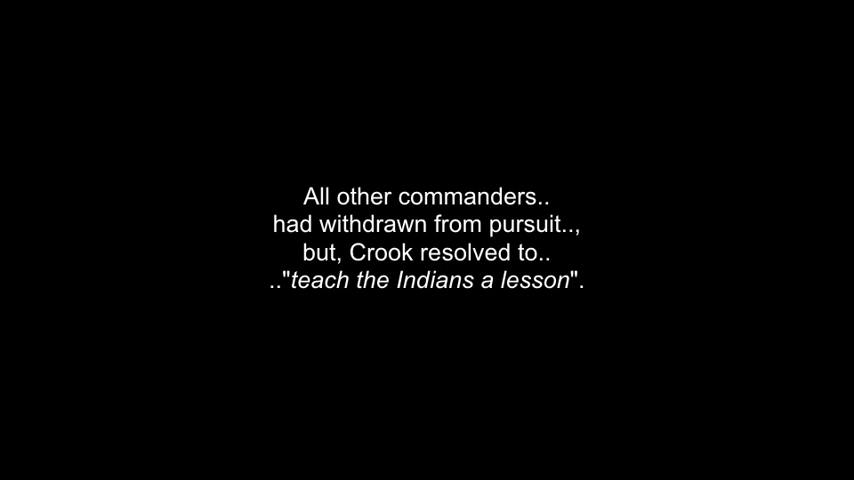 All other commanders..
had withdrawn from pursuit..,
but, Crook resolved to..
.."teach the Indians a lesson".